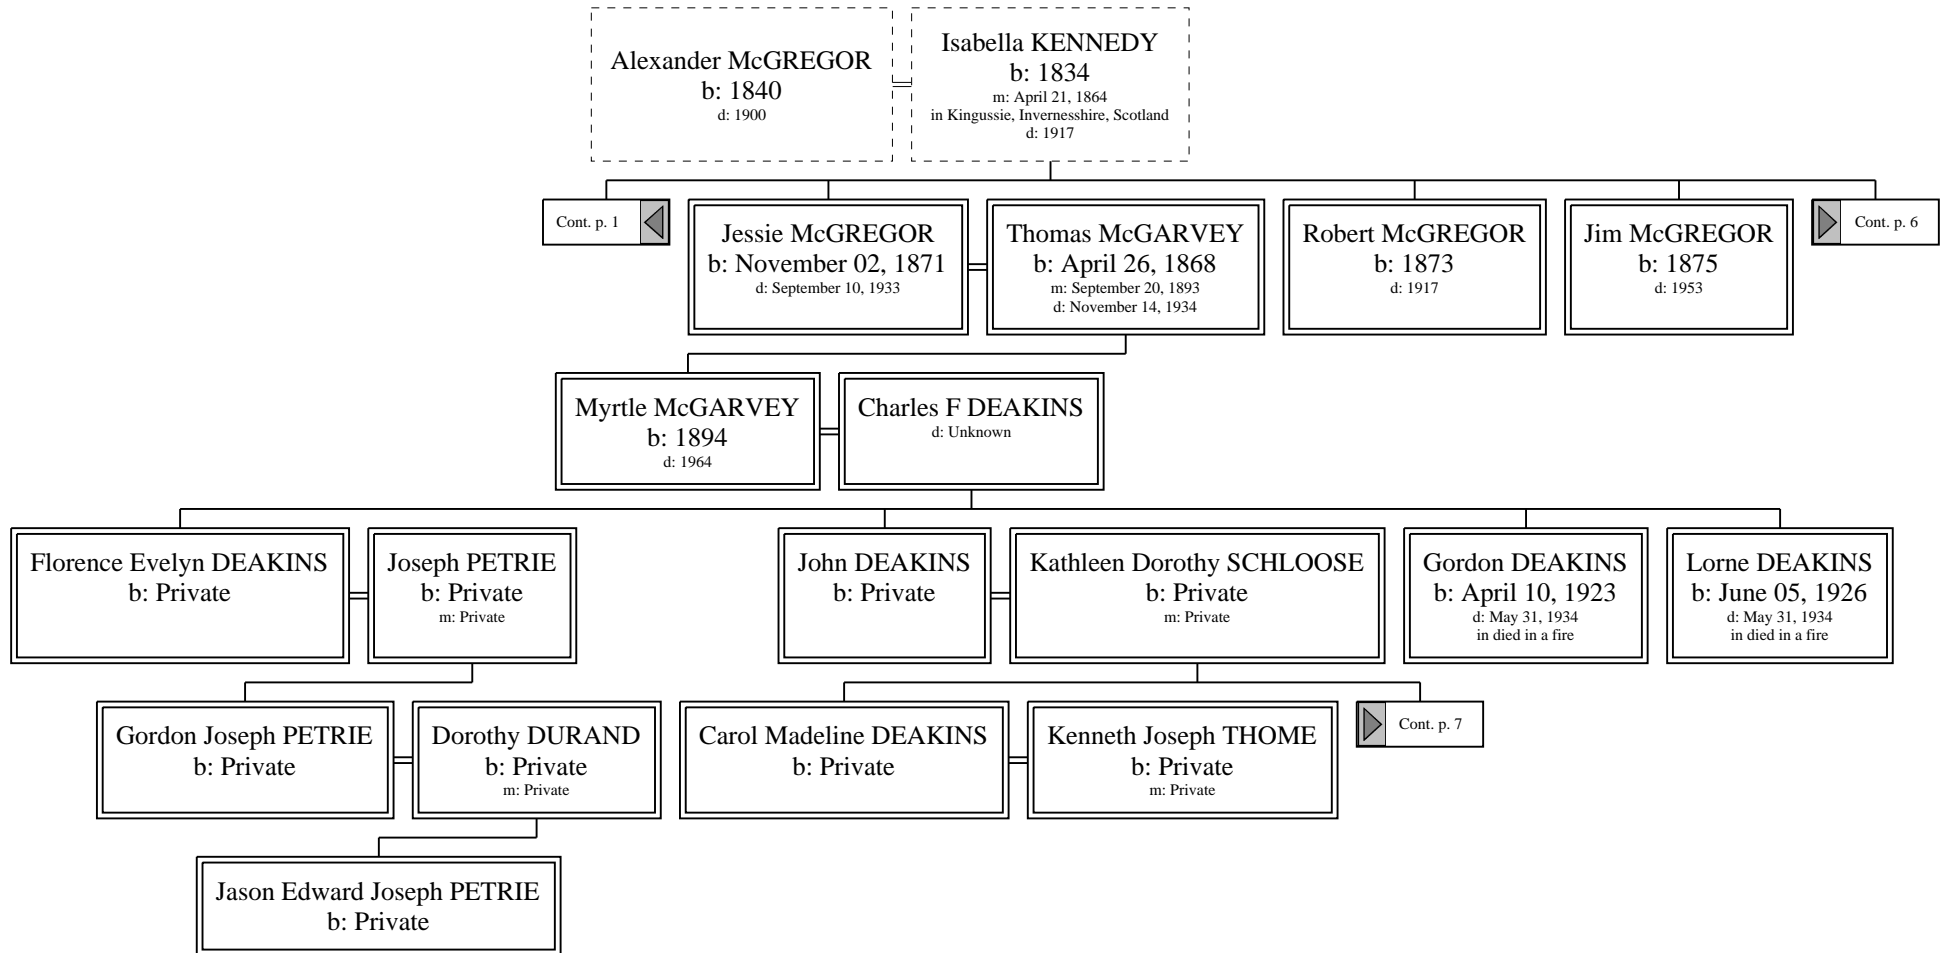 Alexander McGREGOR
b: 1840
d: 1900
Isabella KENNEDY
b: 1834
m: April 21, 1864
in Kingussie, Invernesshire, Scotland
d: 1917
Cont. p. 1
Jessie McGREGOR
b: November 02, 1871
d: September 10, 1933
Thomas McGARVEY
b: April 26, 1868
m: September 20, 1893
d: November 14, 1934
Robert McGREGOR
b: 1873
d: 1917
Jim McGREGOR
b: 1875
d: 1953
Cont. p. 6
Myrtle McGARVEY
b: 1894
d: 1964
Charles F DEAKINS
d: Unknown
Florence Evelyn DEAKINS
b: Private
Joseph PETRIE
b: Private
m: Private
John DEAKINS
b: Private
Kathleen Dorothy SCHLOOSE
b: Private
m: Private
Gordon DEAKINS
b: April 10, 1923
d: May 31, 1934
in died in a fire
Lorne DEAKINS
b: June 05, 1926
d: May 31, 1934
in died in a fire
Gordon Joseph PETRIE
b: Private
Dorothy DURAND
b: Private
m: Private
Carol Madeline DEAKINS
b: Private
Kenneth Joseph THOME
b: Private
m: Private
Cont. p. 7
Jason Edward Joseph PETRIE
b: Private